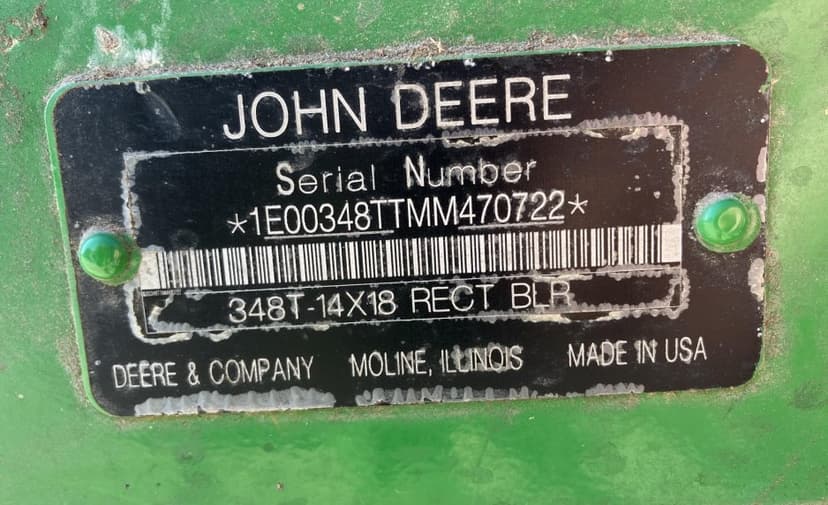 JOHN DEERE
Serial Number
*1E00348TTMM470722*
348T-14X18 RECT BLR
DEERE & COMPANY MOLINE, ILLINOIS MADE IN USA